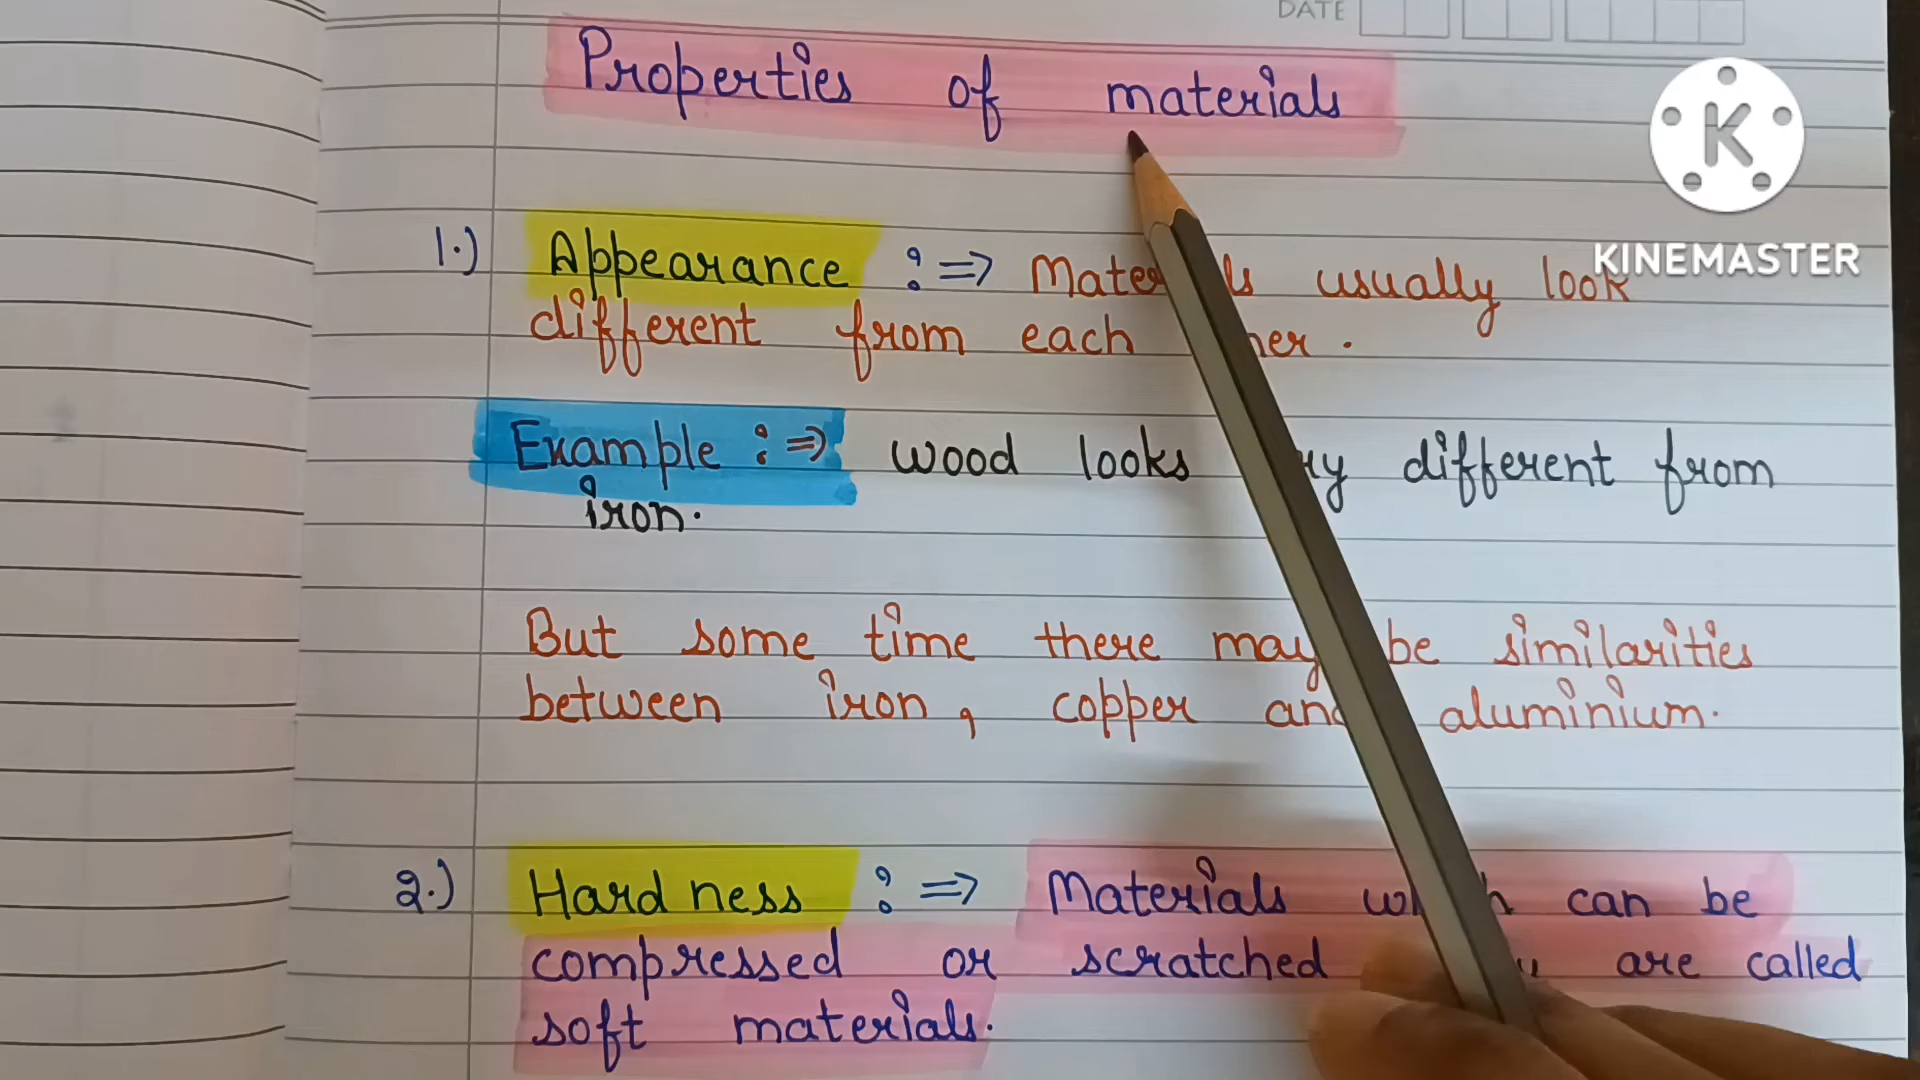 DATE
Properties of materials
K
KINEMASTER
1.) Appearance :⇒ usually look
different from each
Example :⇒ wood looks different from
iron.
But some time there may be similarities
between iron, copper and aluminium.
2.) Hardness :⇒ Materials can be
compressed or scratched are called
soft materials.